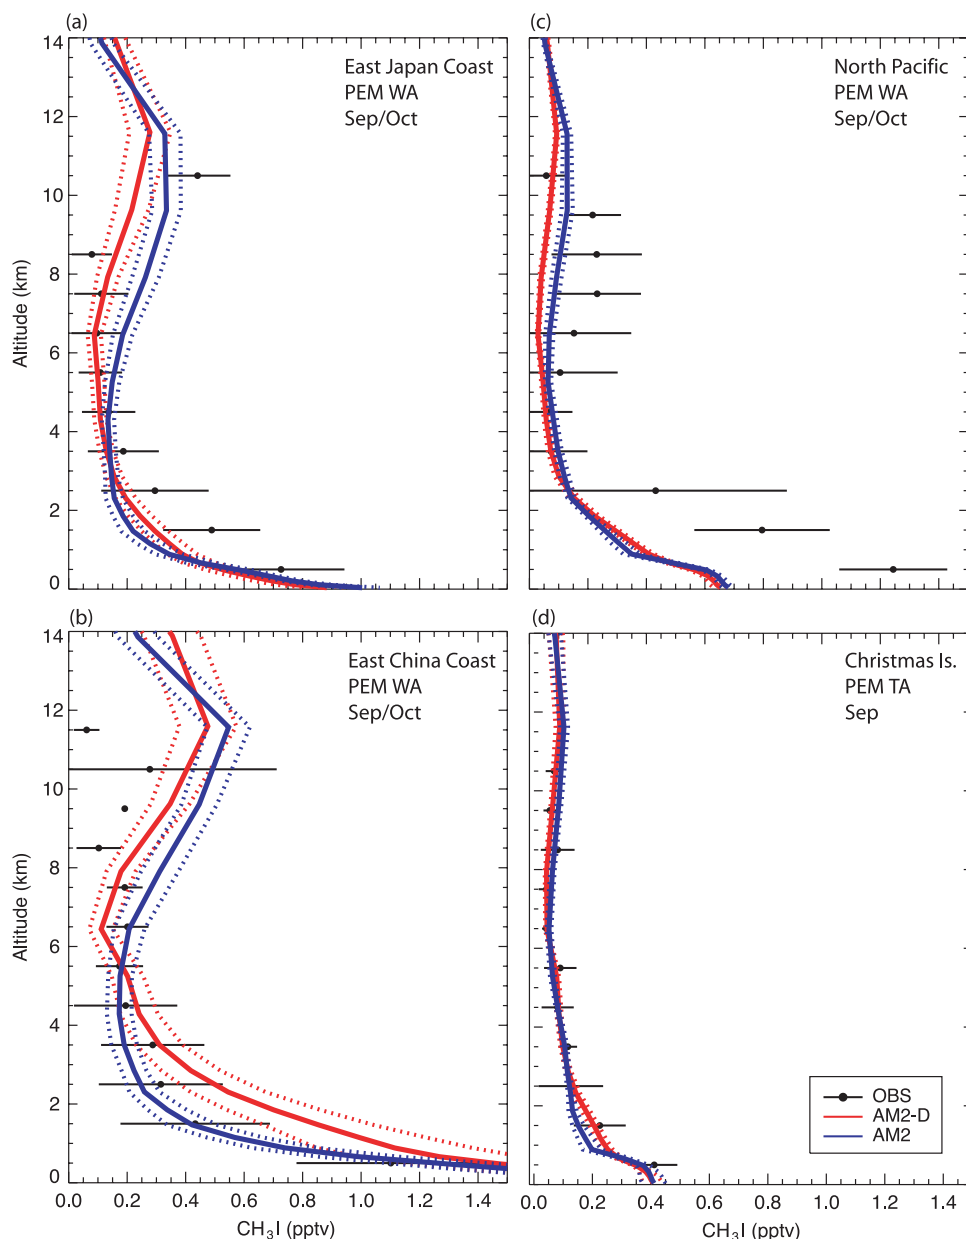 (a)
East Japan Coast
PEM WA
Sep/Oct
14
12
10
8
6
4
2
0
Altitude (km)
(c)
North Pacific
PEM WA
Sep/Oct
(b)
East China Coast
PEM WA
Sep/Oct
14
12
10
8
6
4
2
0
Altitude (km)
0.0 0.2 0.4 0.6 0.8 1.0 1.2 1.4
CH₃I (pptv)
(d)
Christmas Is.
PEM TA
Sep
OBS
AM2-D
AM2
0.0 0.2 0.4 0.6 0.8 1.0 1.2 1.4
CH₃I (pptv)